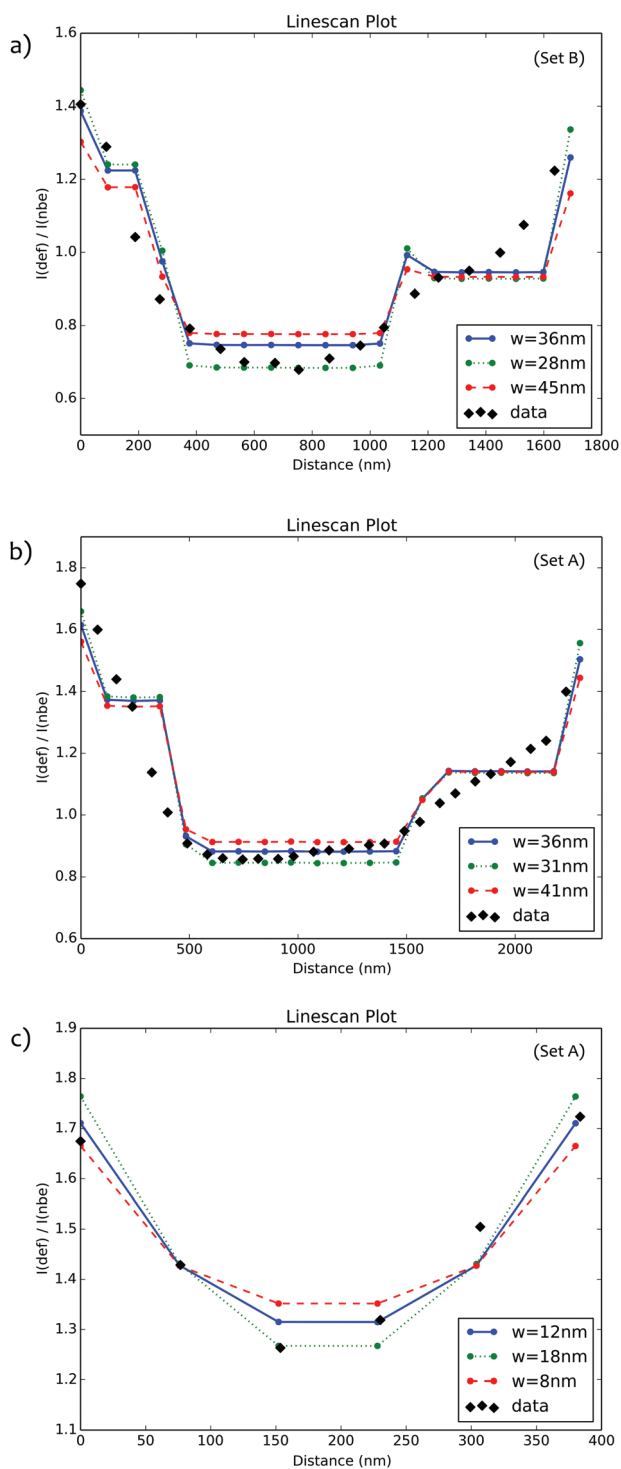 a)
Linescan Plot
(Set B)
1.6
1.4
1.2
1.0
0.8
0.6
I(def) / I(nbe)
w=36nm
w=28nm
w=45nm
data
0 200 400 600 800 1000 1200 1400 1600 1800
Distance (nm)
b)
Linescan Plot
(Set A)
1.8
1.6
1.4
1.2
1.0
0.8
0.6
I(def) / I(nbe)
w=36nm
w=31nm
w=41nm
data
0 500 1000 1500 2000
Distance (nm)
c)
Linescan Plot
(Set A)
1.9
1.8
1.7
1.6
1.5
1.4
1.3
1.2
1.1
I(def) / I(nbe)
w=12nm
w=18nm
w=8nm
data
0 50 100 150 200 250 300 350 400
Distance (nm)